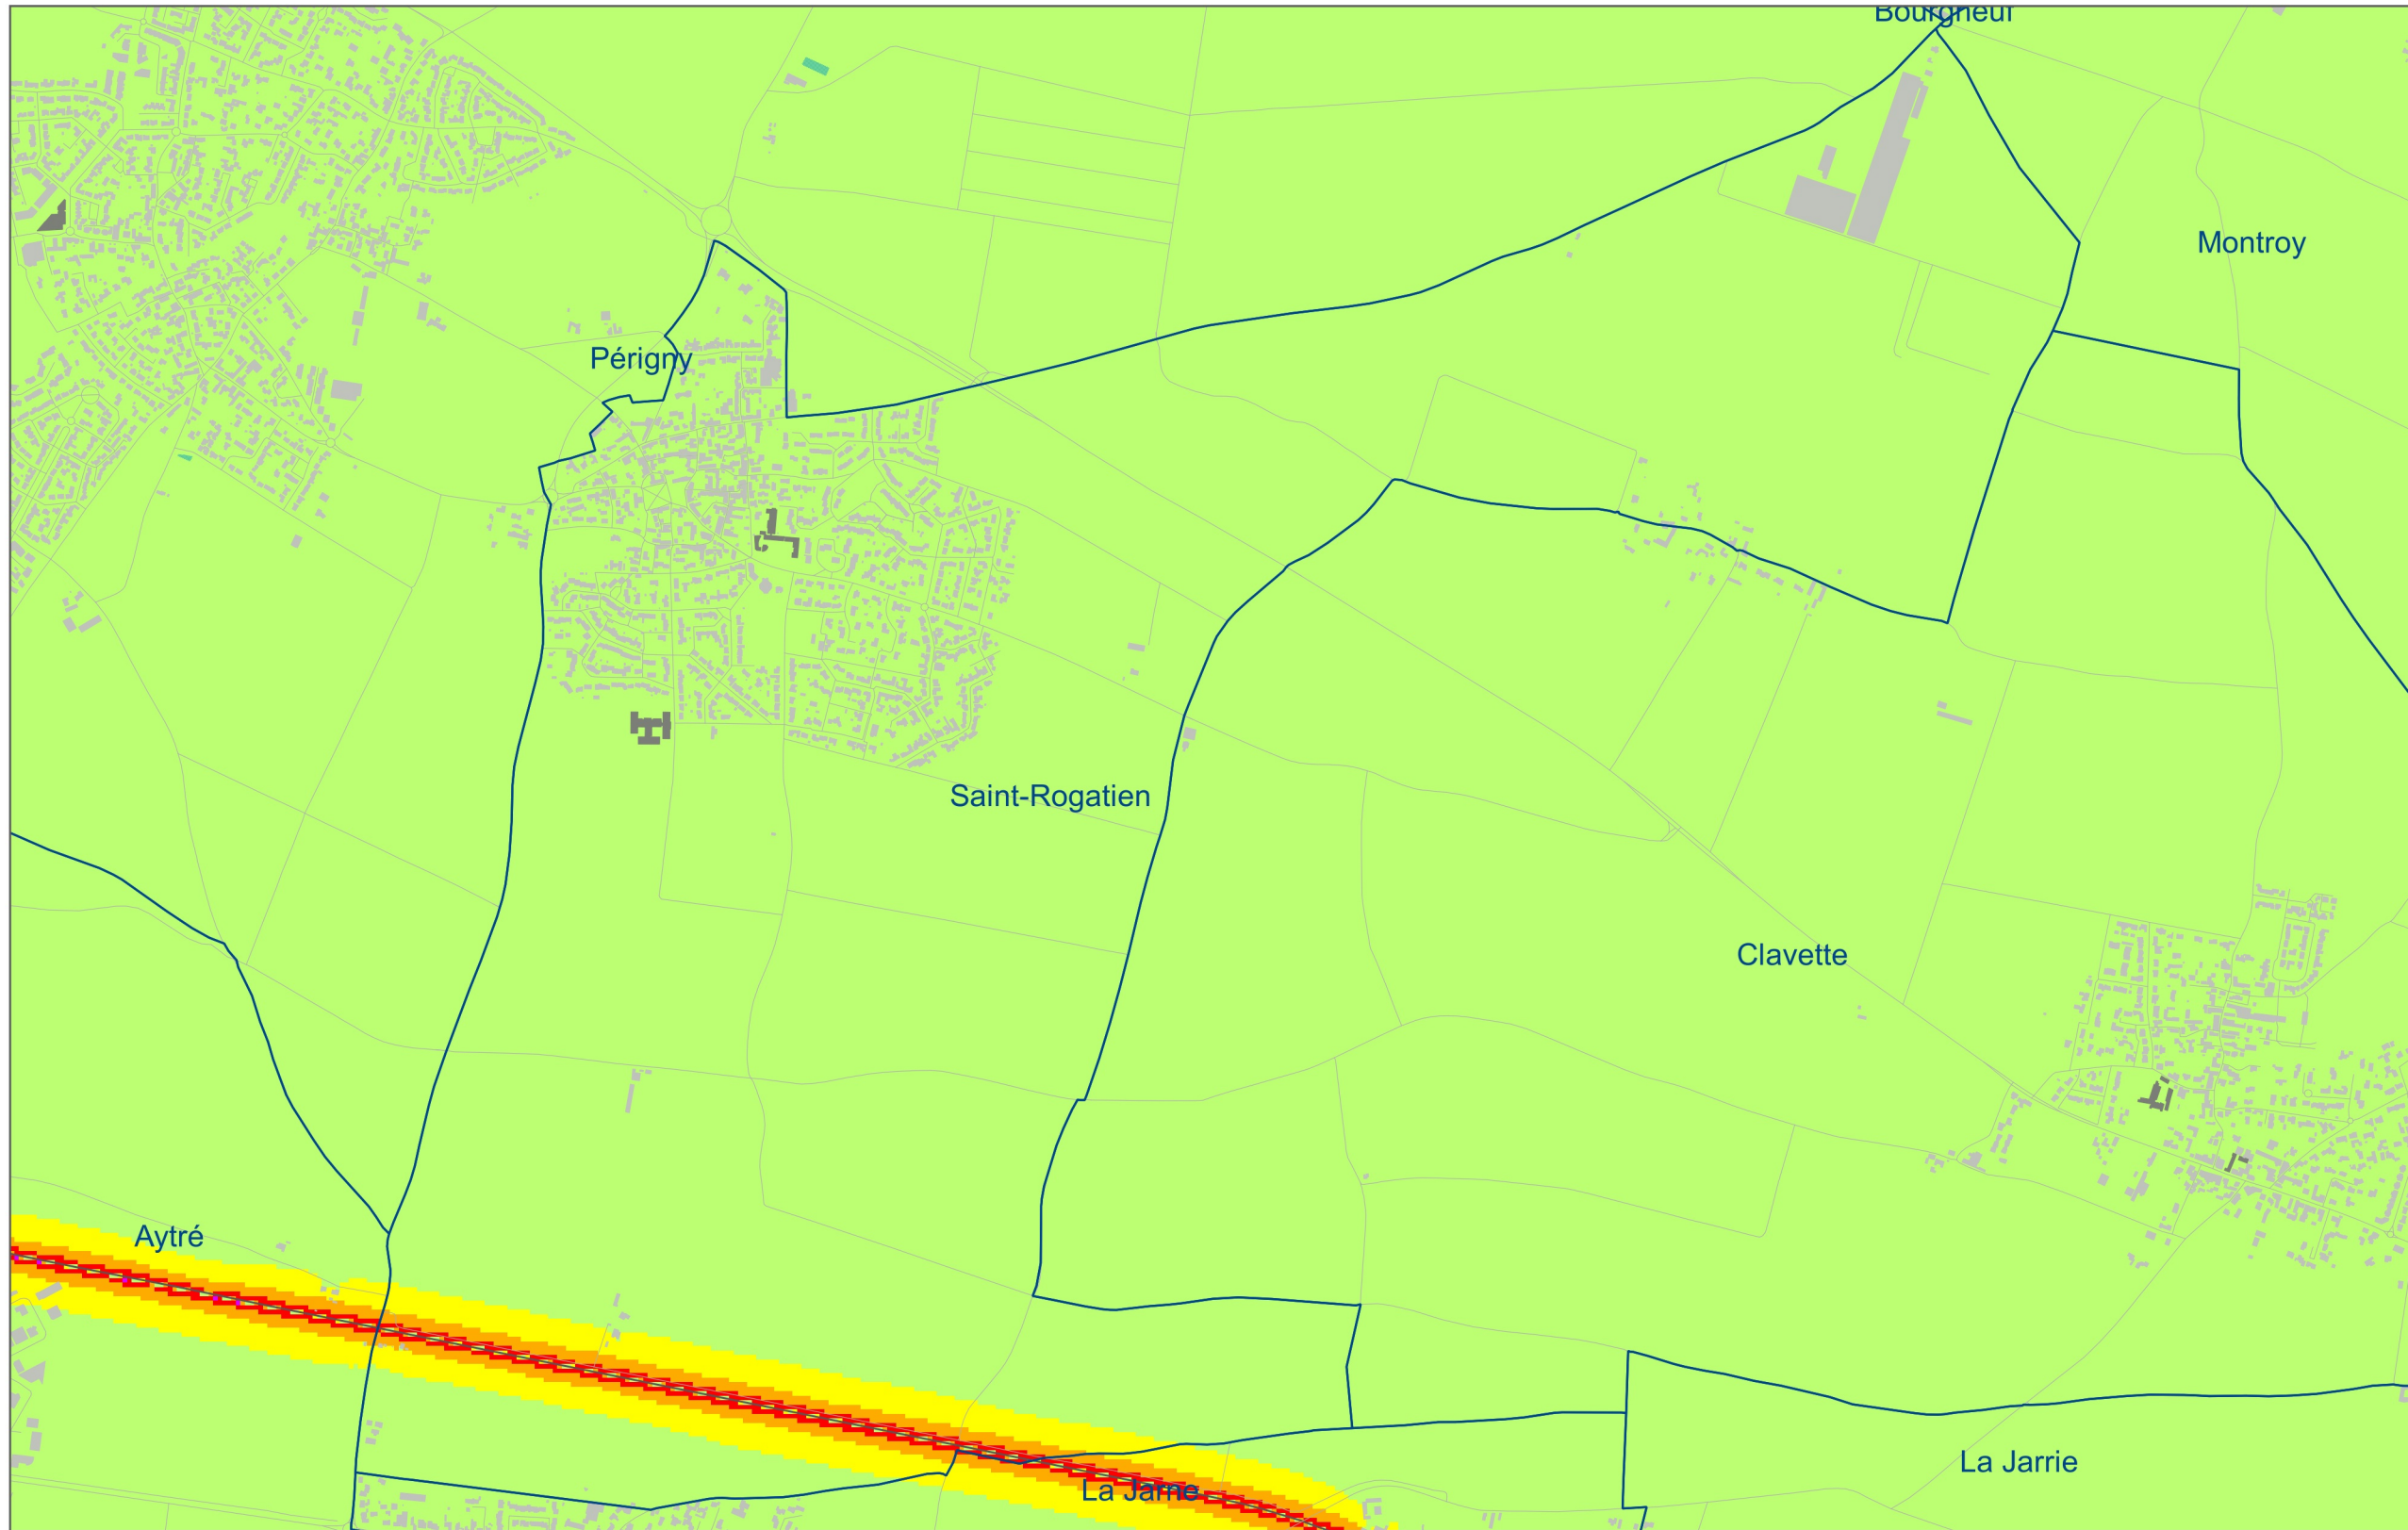 Bourgneuf
Montroy
Périgny
Saint-Rogatien
Clavette
Aytré
La Jarrie
La Jarne